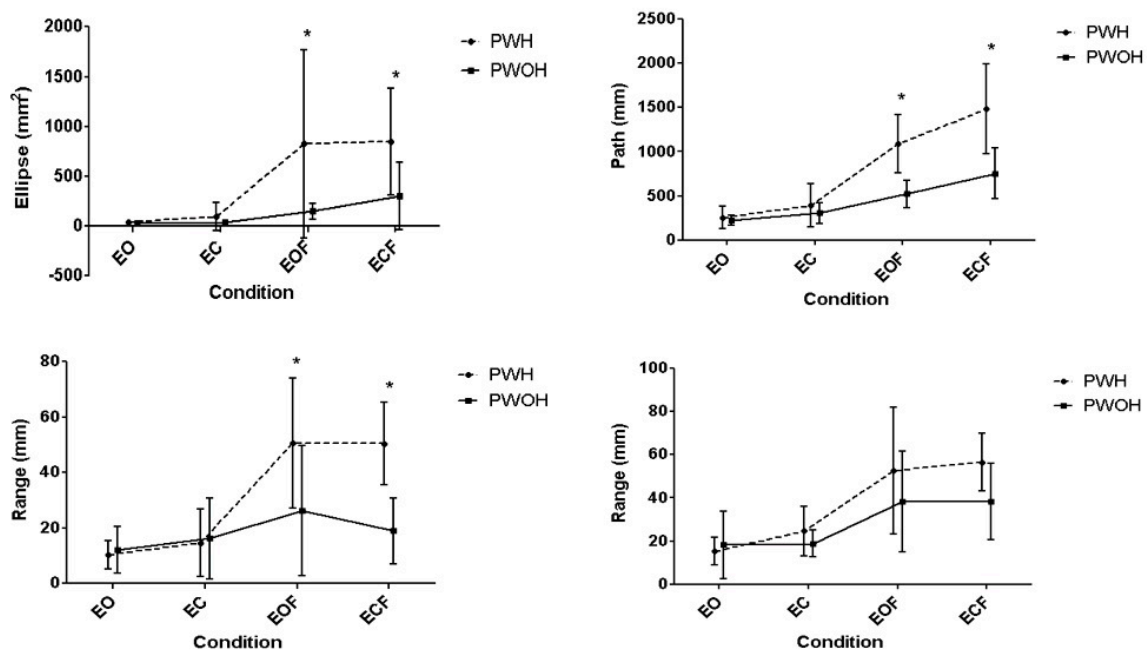 2000
1500
1000
500
0
-500
Ellipse (mm²)
*
*
EO
EC
EOF
ECF
Condition
PWH
PWOH
2500
2000
1500
1000
500
0
Path (mm)
*
*
EO
EC
EOF
ECF
Condition
PWH
PWOH
80
60
40
20
0
Range (mm)
*
*
EO
EC
EOF
ECF
Condition
PWH
PWOH
100
80
60
40
20
0
Range (mm)
EO
EC
EOF
ECF
Condition
PWH
PWOH